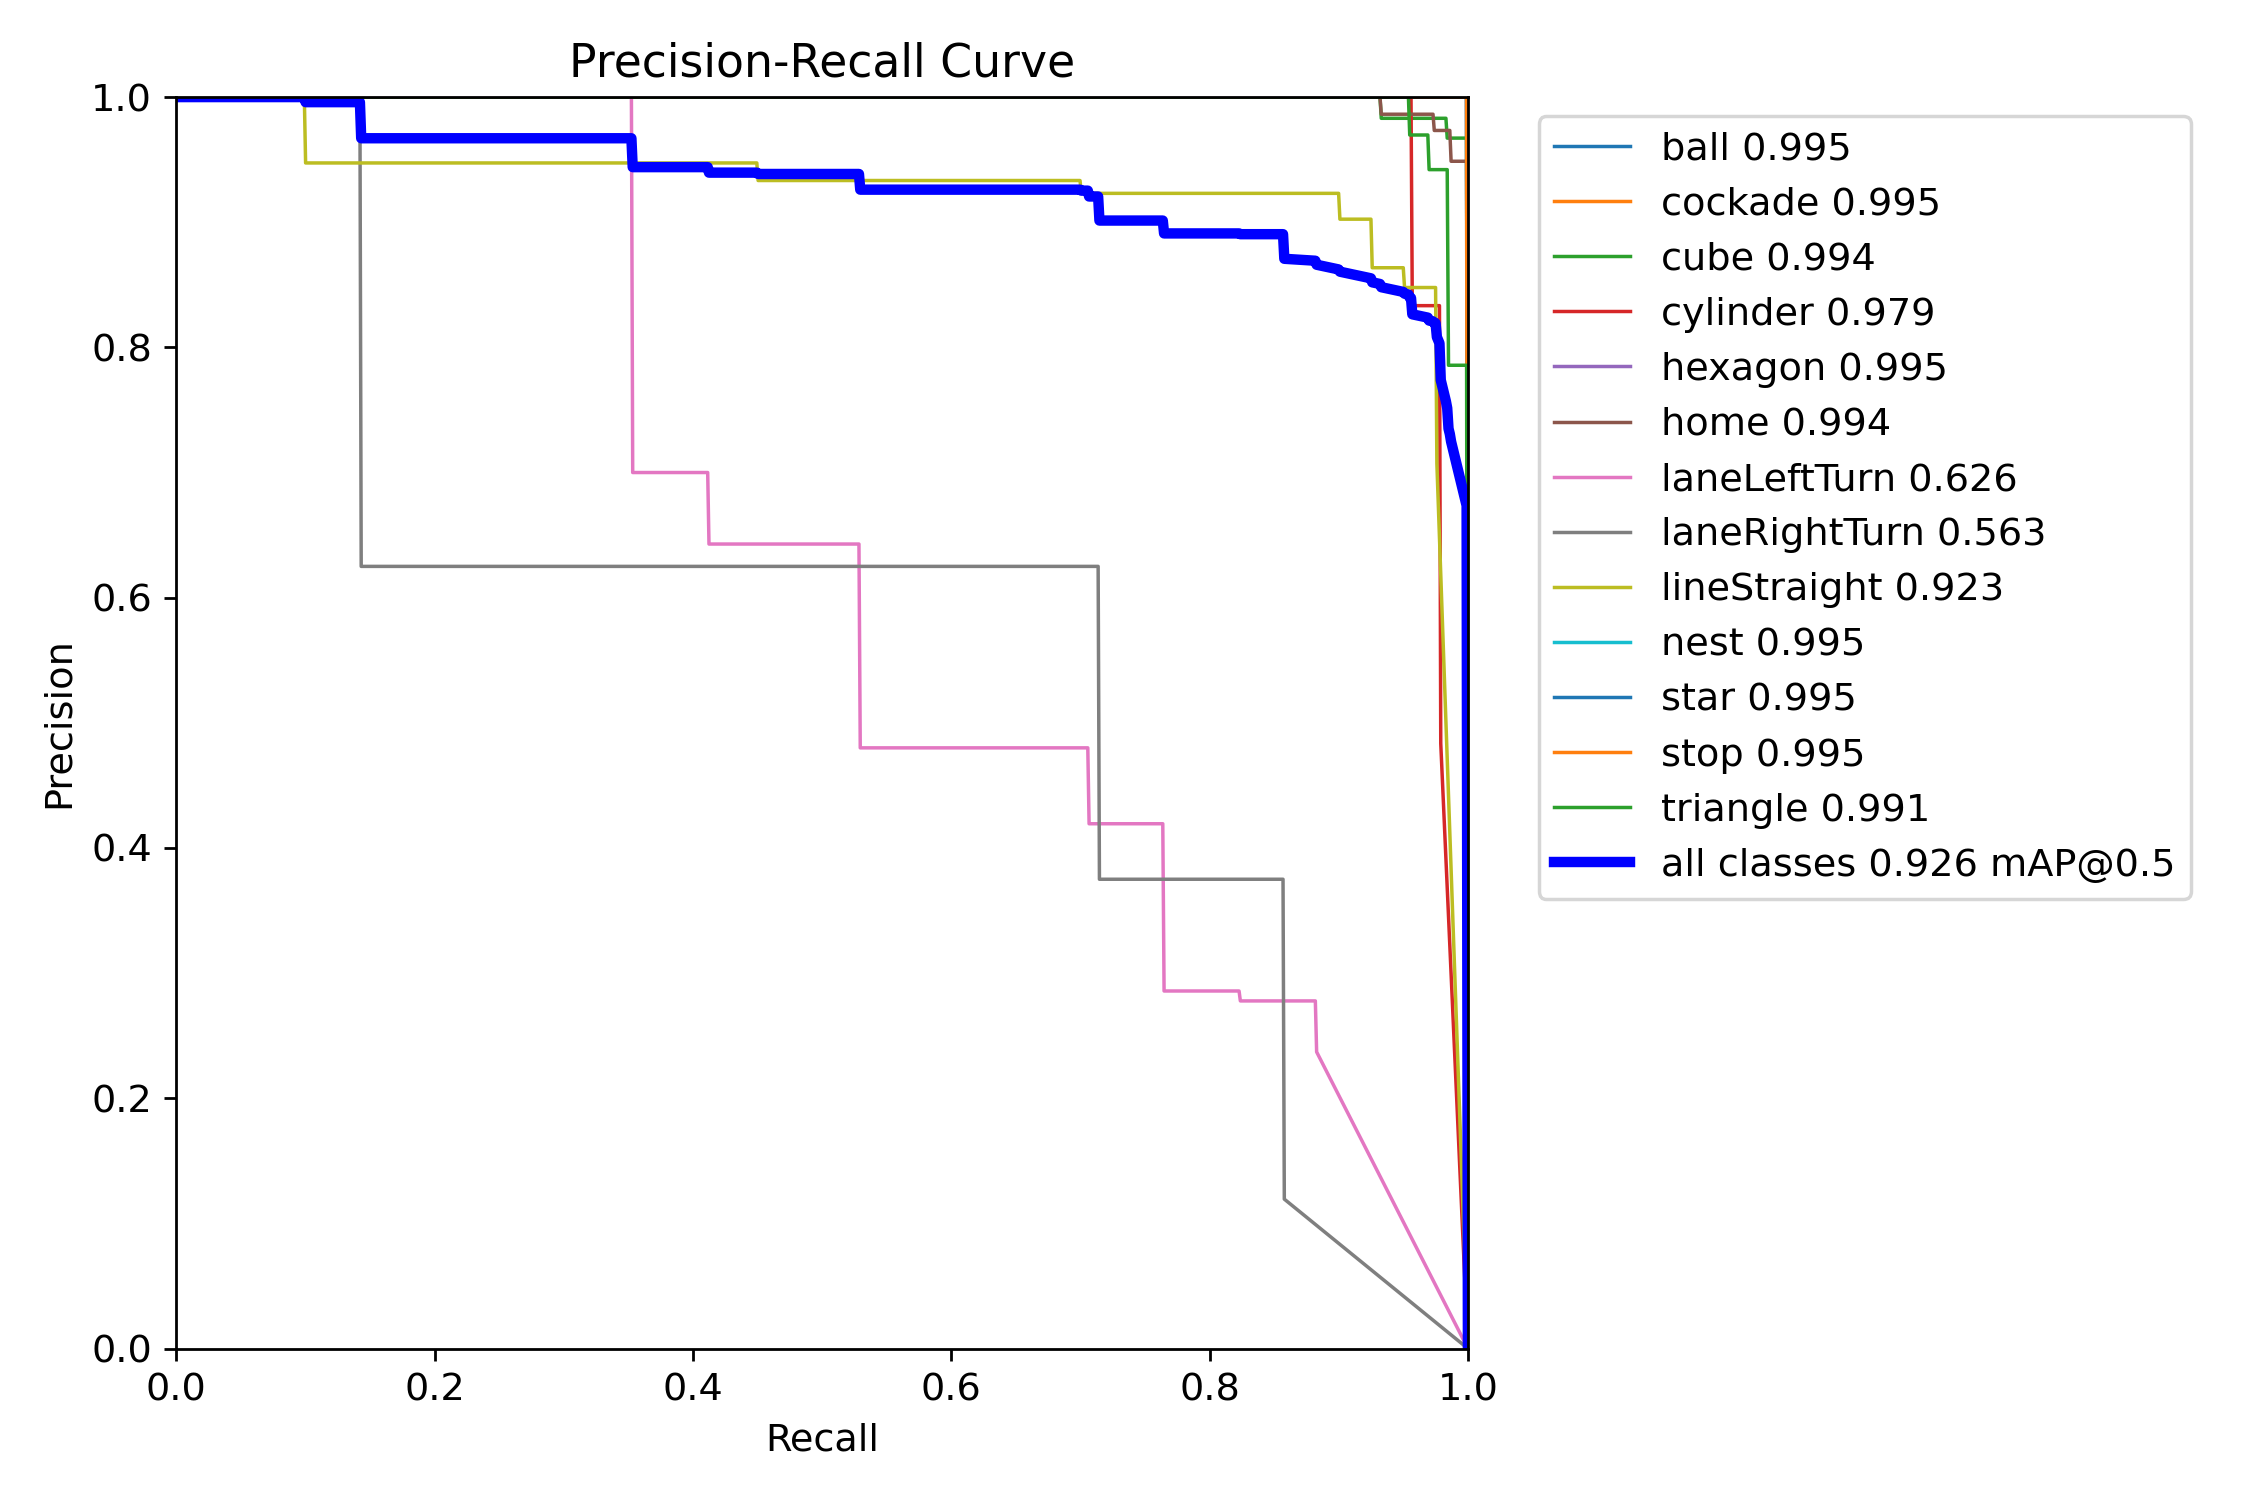 Precision-Recall Curve
1.0
0.8
0.6
0.4
0.2
0.0
Precision
0.0 0.2 0.4 0.6 0.8 1.0
Recall
ball 0.995
cockade 0.995
cube 0.994
cylinder 0.979
hexagon 0.995
home 0.994
laneLeftTurn 0.626
laneRightTurn 0.563
lineStraight 0.923
nest 0.995
star 0.995
stop 0.995
triangle 0.991
all classes 0.926 mAP@0.5